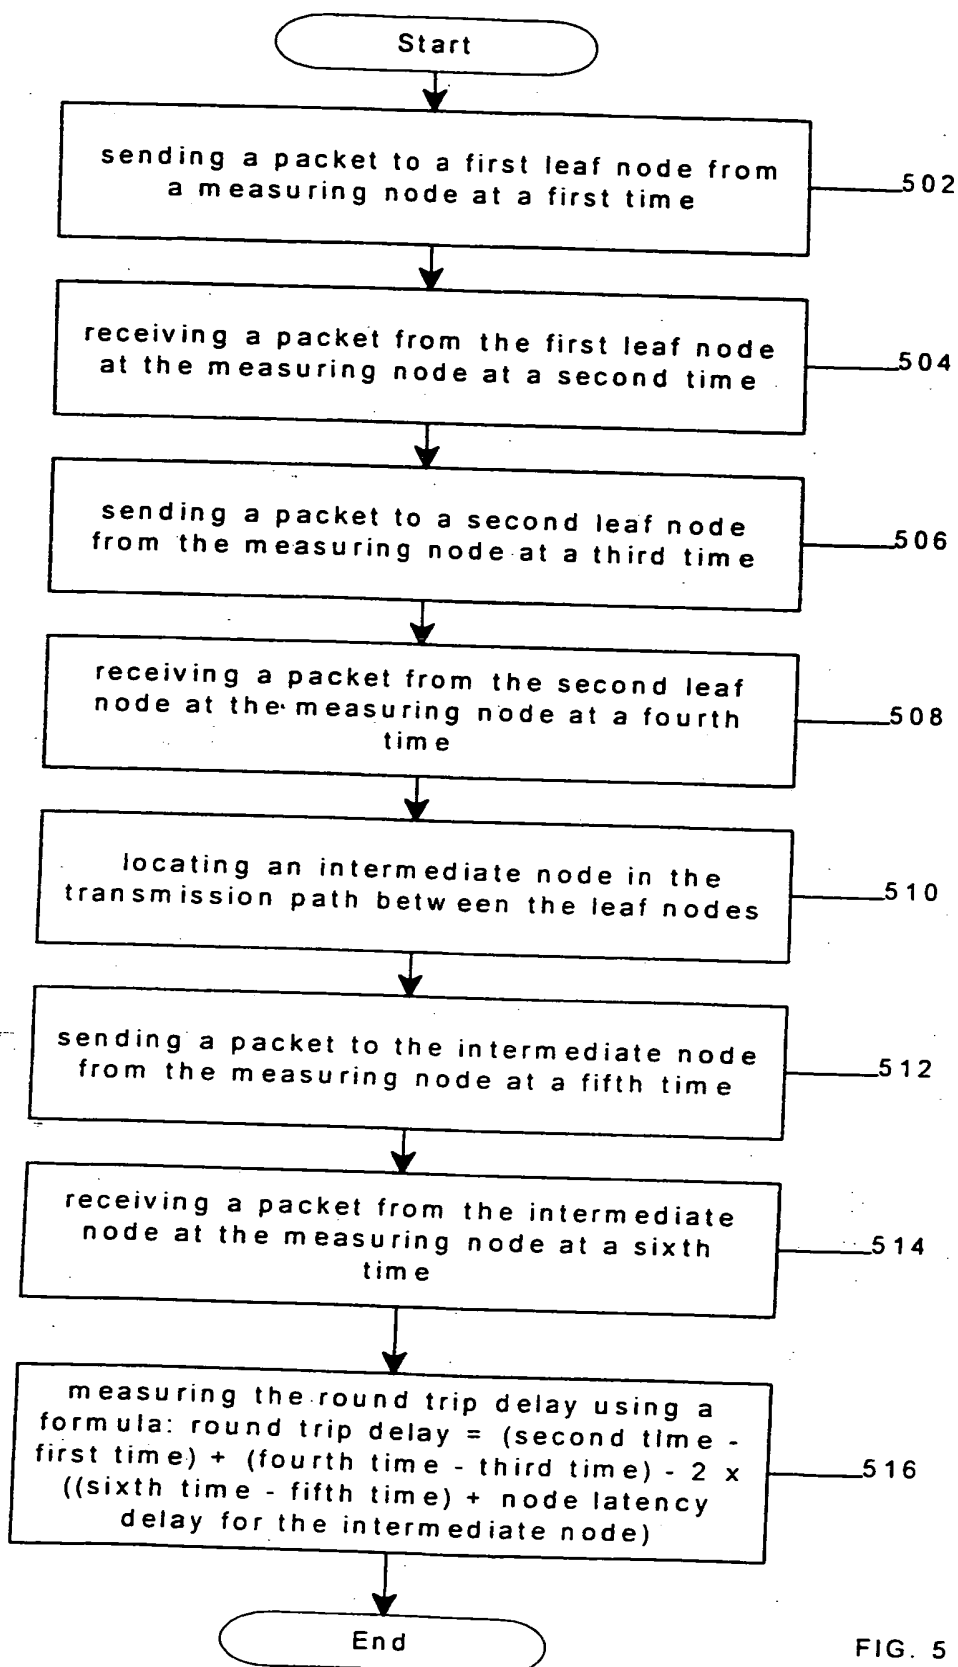 Start
sending a packet to a first leaf node from
a measuring node at a first time
502
receiving a packet from the first leaf node
at the measuring node at a second time
504
sending a packet to a second leaf node
from the measuring node at a third time
506
receiving a packet from the second leaf
node at the measuring node at a fourth
time
508
locating an intermediate node in the
transmission path between the leaf nodes
510
sending a packet to the intermediate node
from the measuring node at a fifth time
512
receiving a packet from the intermediate
node at the measuring node at a sixth
time
514
measuring the round trip delay using a
formula: round trip delay = (second time -
first time) + (fourth time - third time) - 2 x
((sixth time - fifth time) + node latency
delay for the intermediate node)
516
End
FIG. 5